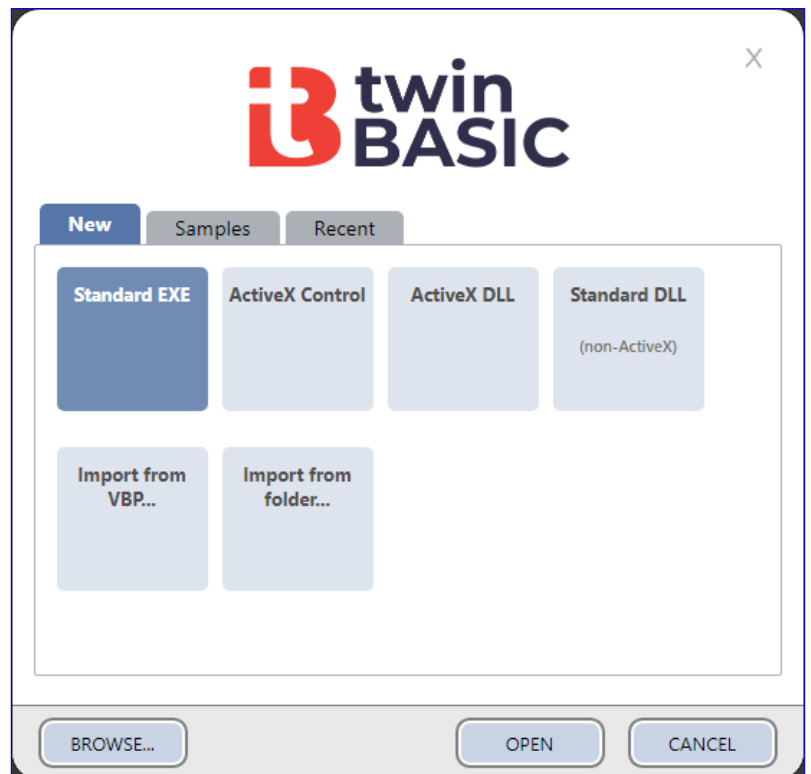 X
twin
BASIC
New Samples Recent
Standard EXE ActiveX Control ActiveX DLL Standard DLL
(non-ActiveX)
Import from VBP... Import from folder...
BROWSE... OPEN CANCEL